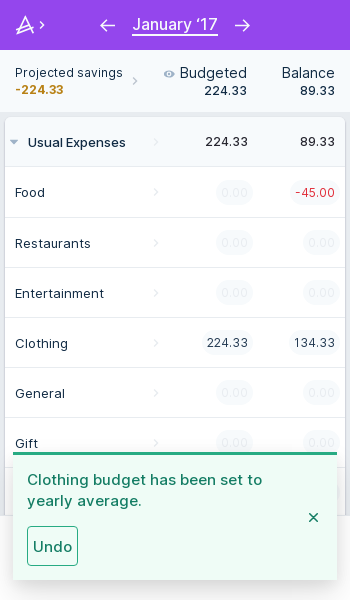 January ‘17
Projected savings
-224.33
Budgeted
224.33
Balance
89.33
Usual Expenses 224.33 89.33
Food 0.00 -45.00
Restaurants 0.00 0.00
Entertainment 0.00 0.00
Clothing 224.33 134.33
General 0.00 0.00
Gift 0.00 0.00
Clothing budget has been set to
yearly average.
Undo